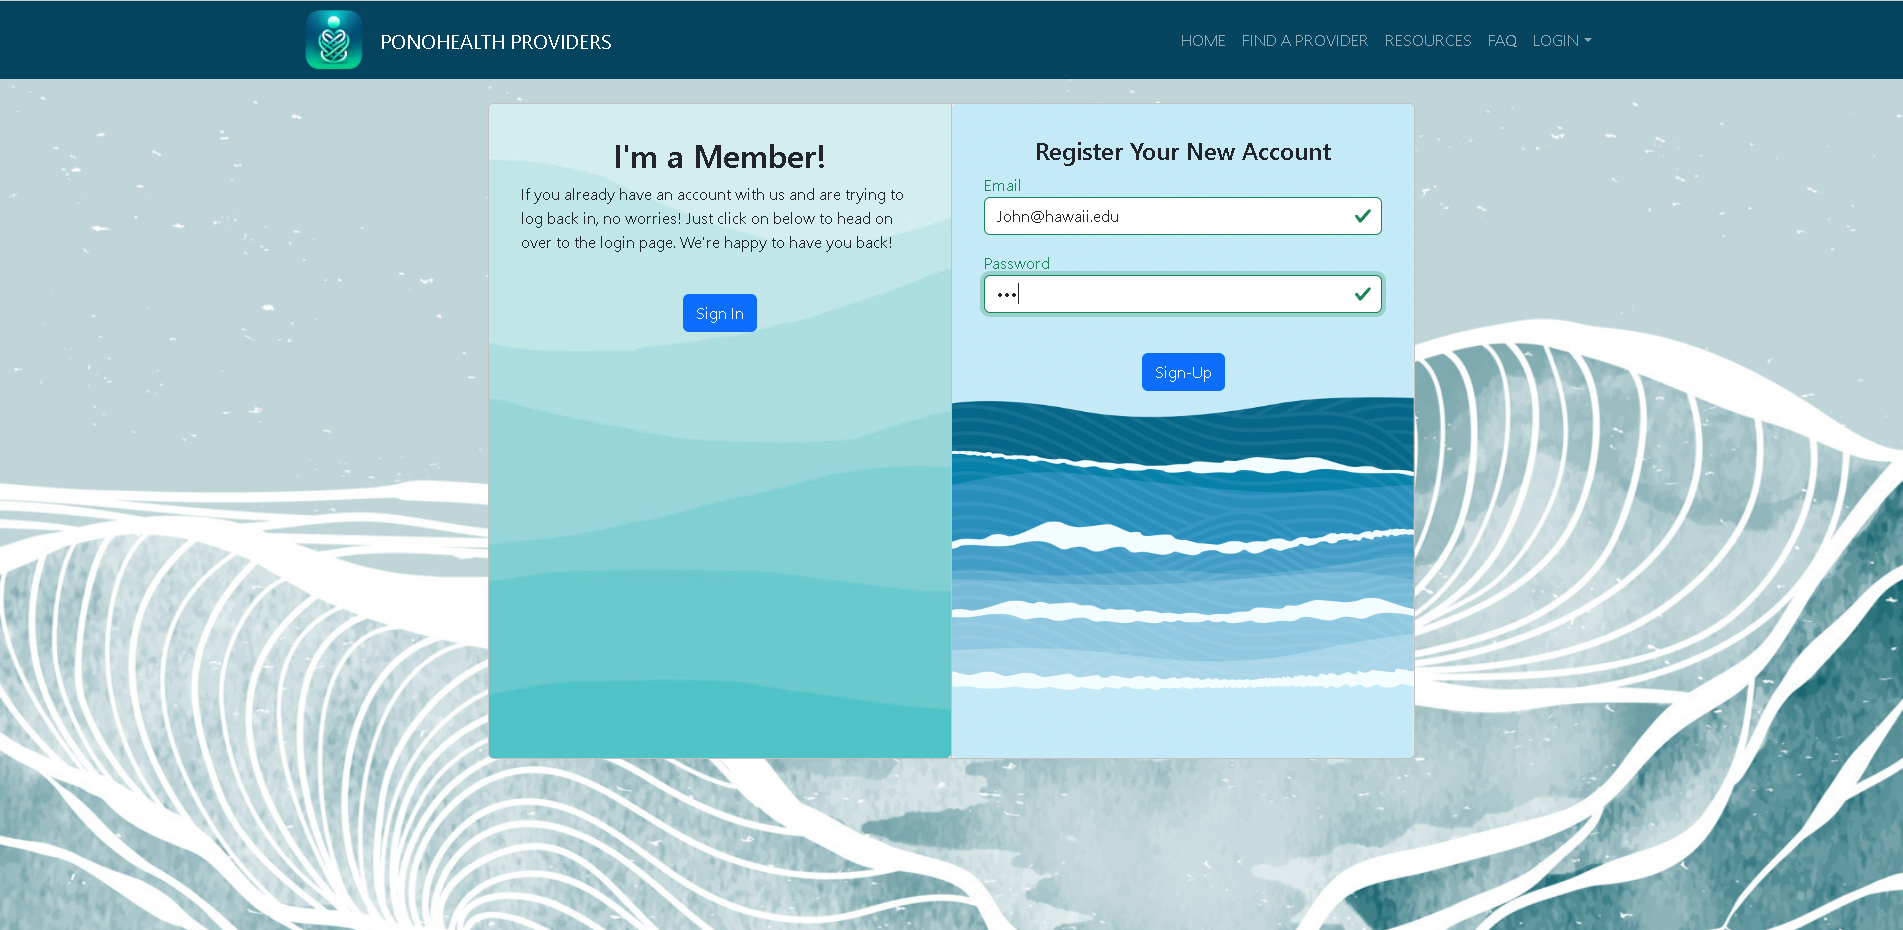 PONOHEALTH PROVIDERS
HOME FIND A PROVIDER RESOURCES FAQ LOGIN
I'm a Member!
If you already have an account with us and are trying to
log back in, no worries! Just click on below to head on
over to the login page. We're happy to have you back!
Sign In
Register Your New Account
Email
John@hawaii.edu
Password
•••
Sign-Up